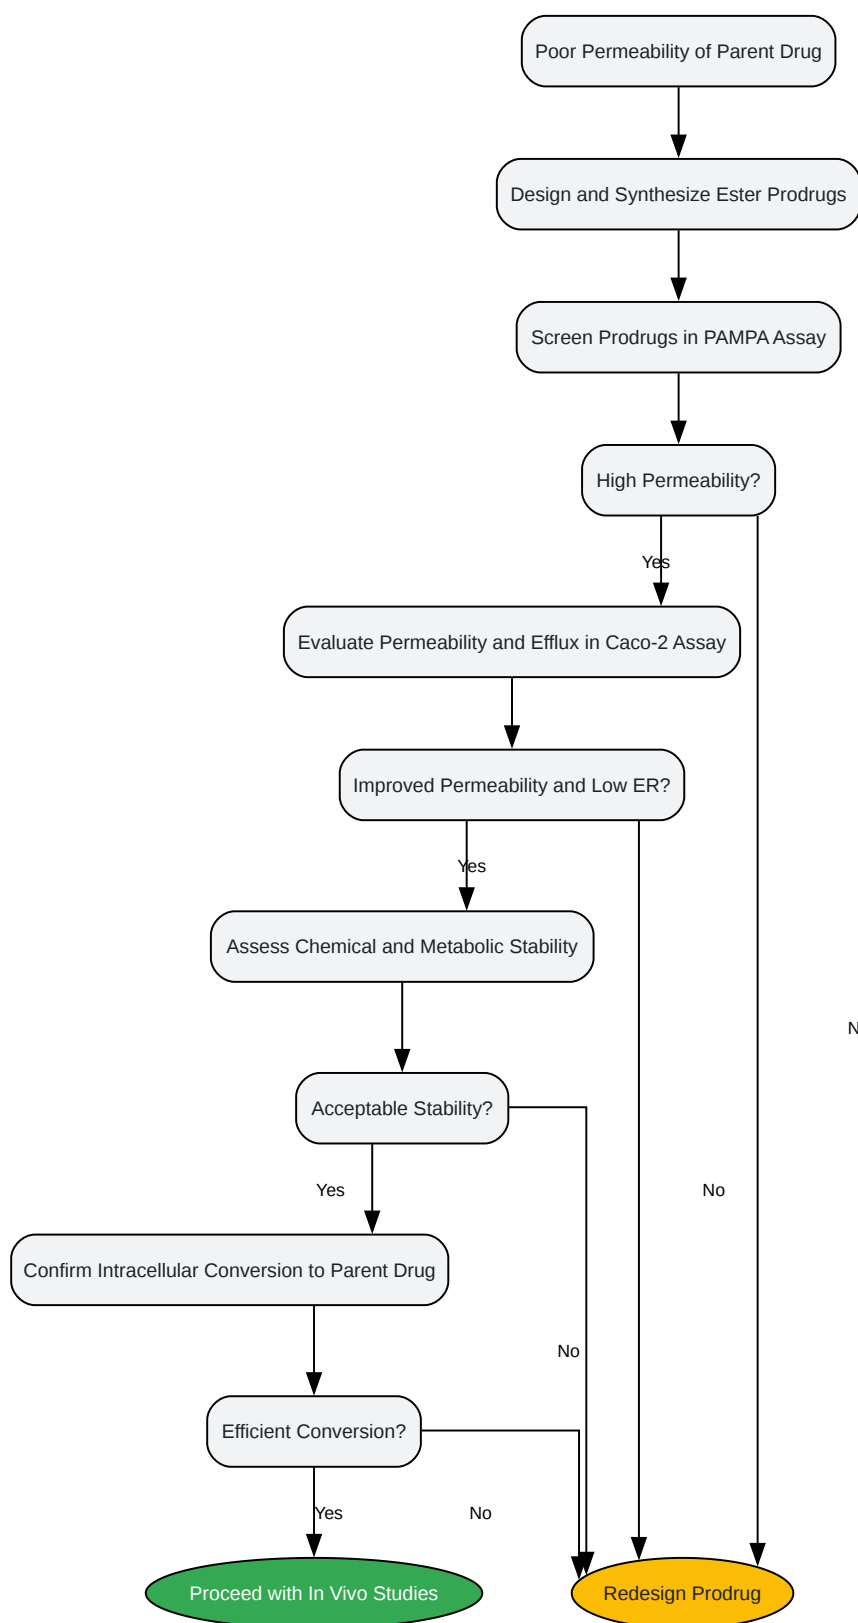 Poor Permeability of Parent Drug
Design and Synthesize Ester Prodrugs
Screen Prodrugs in PAMPA Assay
High Permeability?
Yes
Evaluate Permeability and Efflux in Caco-2 Assay
Improved Permeability and Low ER?
Yes
Assess Chemical and Metabolic Stability
Acceptable Stability?
Yes
No
Confirm Intracellular Conversion to Parent Drug
No
Efficient Conversion?
Yes
No
Proceed with In Vivo Studies
Redesign Prodrug